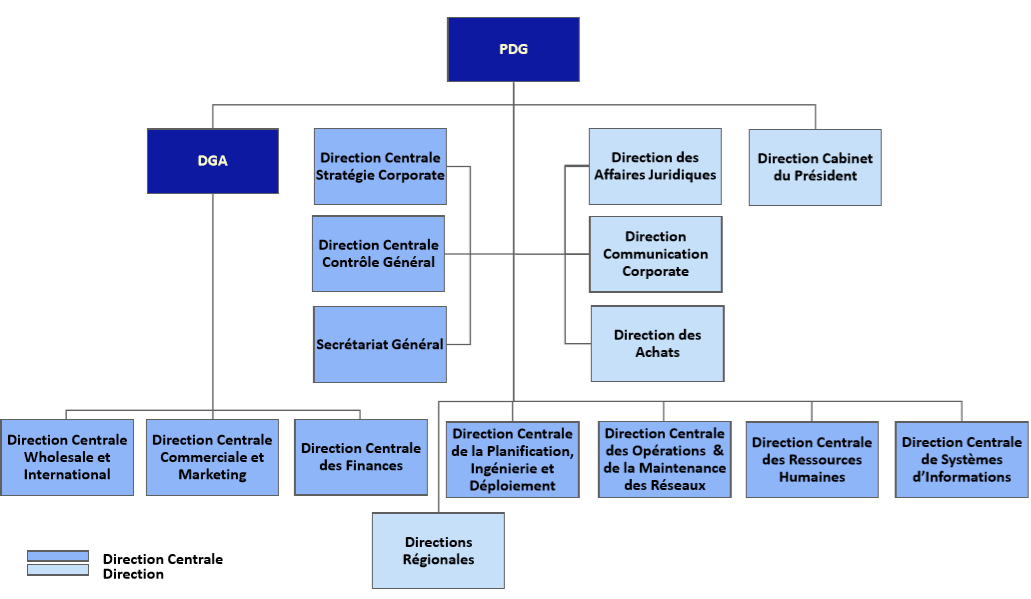 PDG
DGA
Direction Centrale
Stratégie Corporate
Direction des
Affaires Juridiques
Direction Cabinet
du Président
Direction Centrale
Contrôle Général
Direction
Communication
Corporate
Secrétariat Général
Direction des
Achats
Direction Centrale
Wholesale et
International
Direction Centrale
Commerciale et
Marketing
Direction Centrale
des Finances
Direction Centrale
de la Planification,
Ingénierie et
Déploiement
Direction Centrale
des Opérations &
de la Maintenance
des Réseaux
Direction Centrale
des Ressources
Humaines
Direction Centrale
de Systèmes
d’Informations
Directions
Régionales
Direction Centrale
Direction